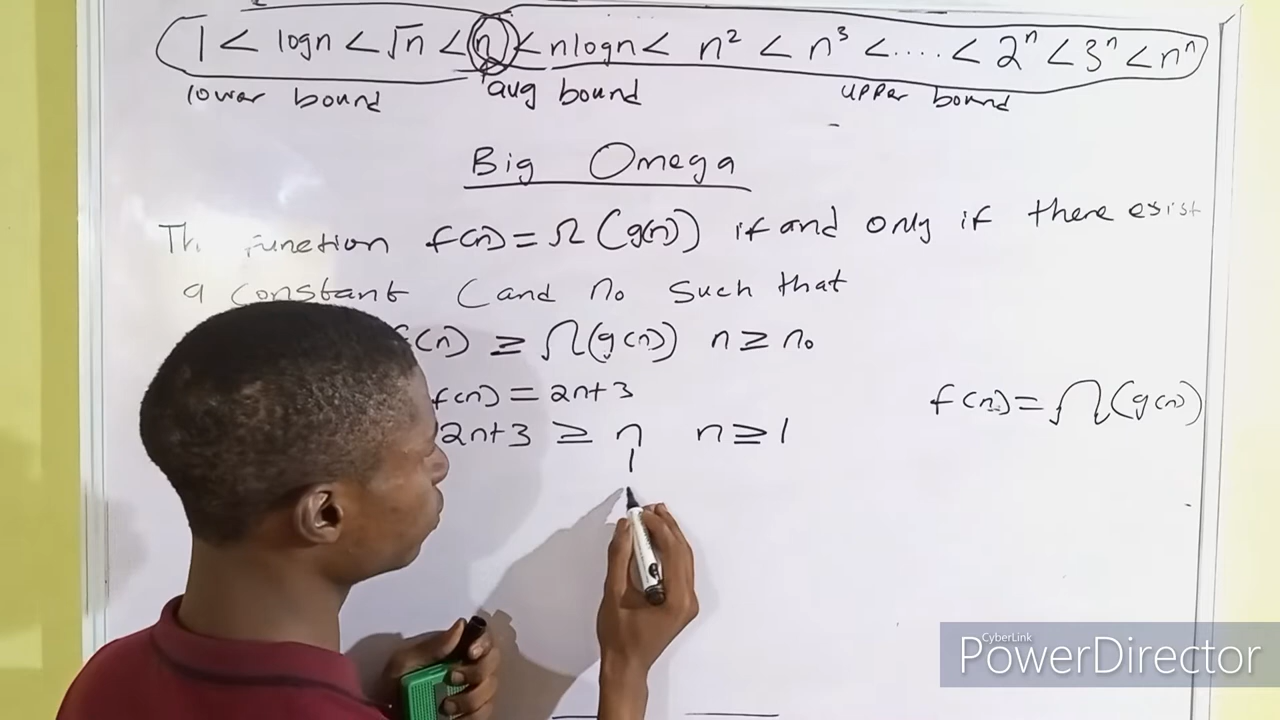 1 < logn < √n < n < nlogn < n² < n³ < .... < 2ⁿ < 3ⁿ < nⁿ
lower bound avg bound upper bound
Big Omega
function f(n) = Ω(g(n)) if and only if there exist
a constant C and n₀ such that
f(n) ≥ Ω(g(n)) n ≥ n₀
f(n) = 2n+3
f(n) = Ω(g(n))
2n+3 ≥ n n ≥ 1
CyberLink
PowerDirector